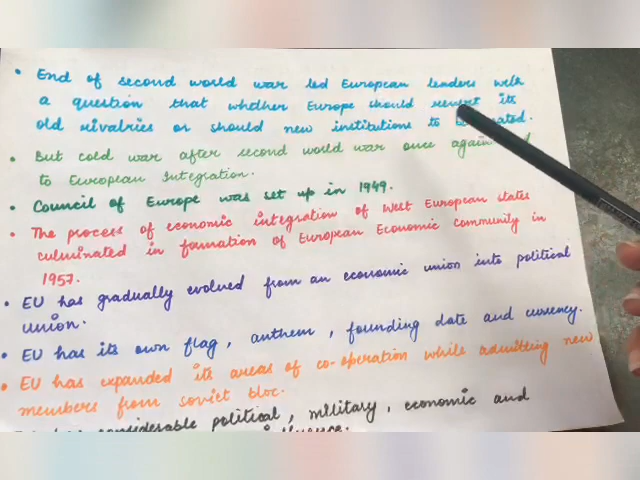 • End of second world war led European leaders with
a question that whether Europe should revert its
old rivalries or should new institutions to
• But cold war after second world war once
to European Integration.
• Council of Europe was set up in 1949.
• The process of economic integration of West European states
culminated in formation of European Economic community in
1957.
• EU has gradually evolved from an economic union into political
union.
• EU has its own flag, anthem, founding date and currency.
• EU has expanded its areas of co-operation while admitting new
members from soviet bloc.
considerable political, military, economic and